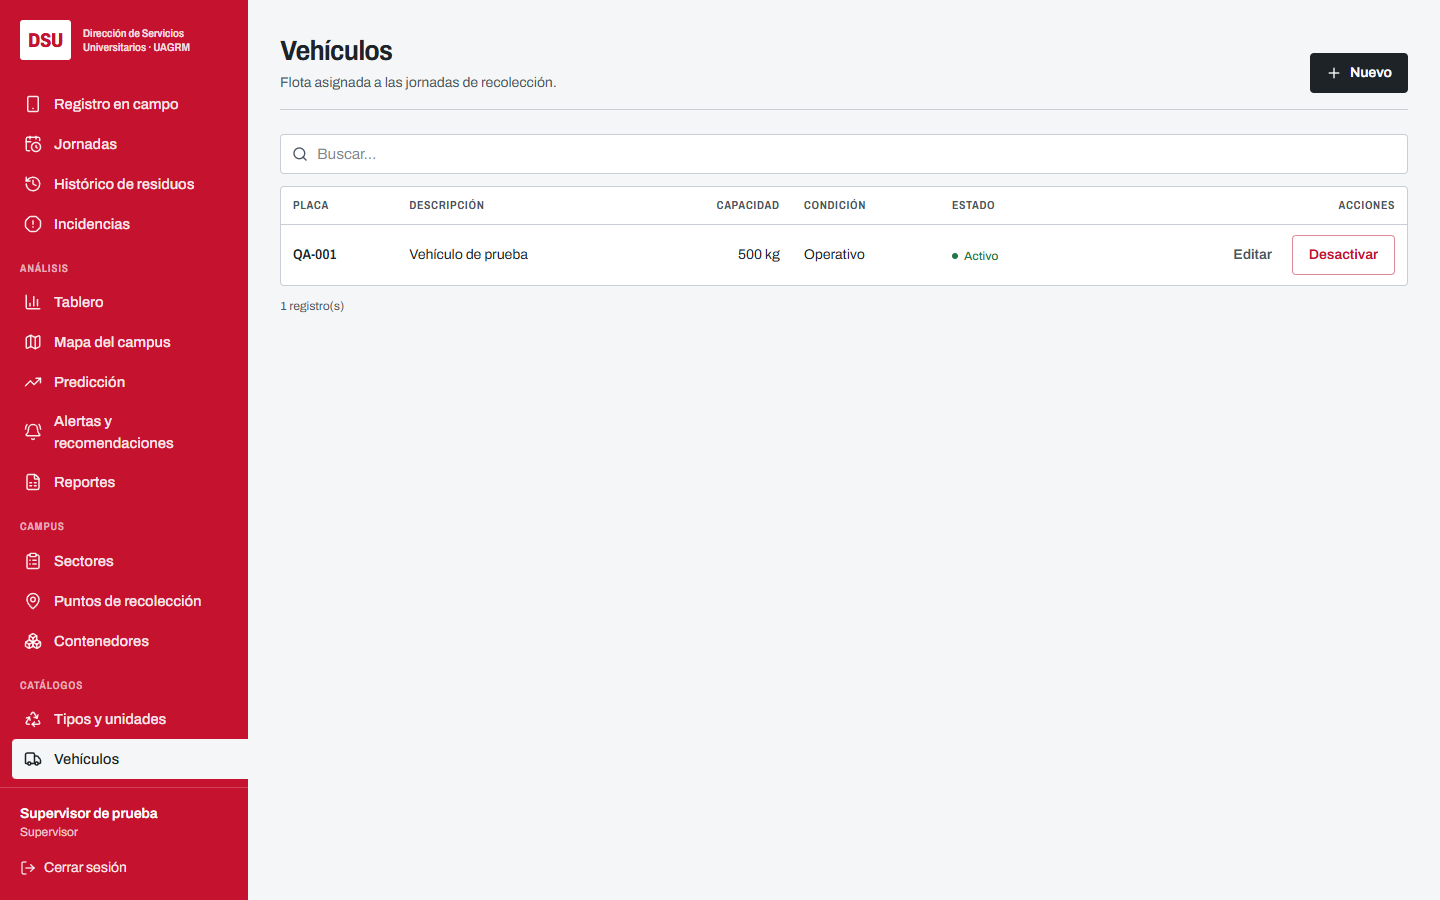 DSU
Dirección de Servicios
Universitarios · UAGRM
Registro en campo
Jornadas
Histórico de residuos
Incidencias
ANÁLISIS
Tablero
Mapa del campus
Predicción
Alertas y
recomendaciones
Reportes
CAMPUS
Sectores
Puntos de recolección
Contenedores
CATÁLOGOS
Tipos y unidades
Vehículos
Supervisor de prueba
Supervisor
Cerrar sesión
Vehículos
Flota asignada a las jornadas de recolección.
Nuevo
Buscar...
PLACA DESCRIPCIÓN CAPACIDAD CONDICIÓN ESTADO ACCIONES
QA-001 Vehículo de prueba 500 kg Operativo Activo Editar Desactivar
1 registro(s)